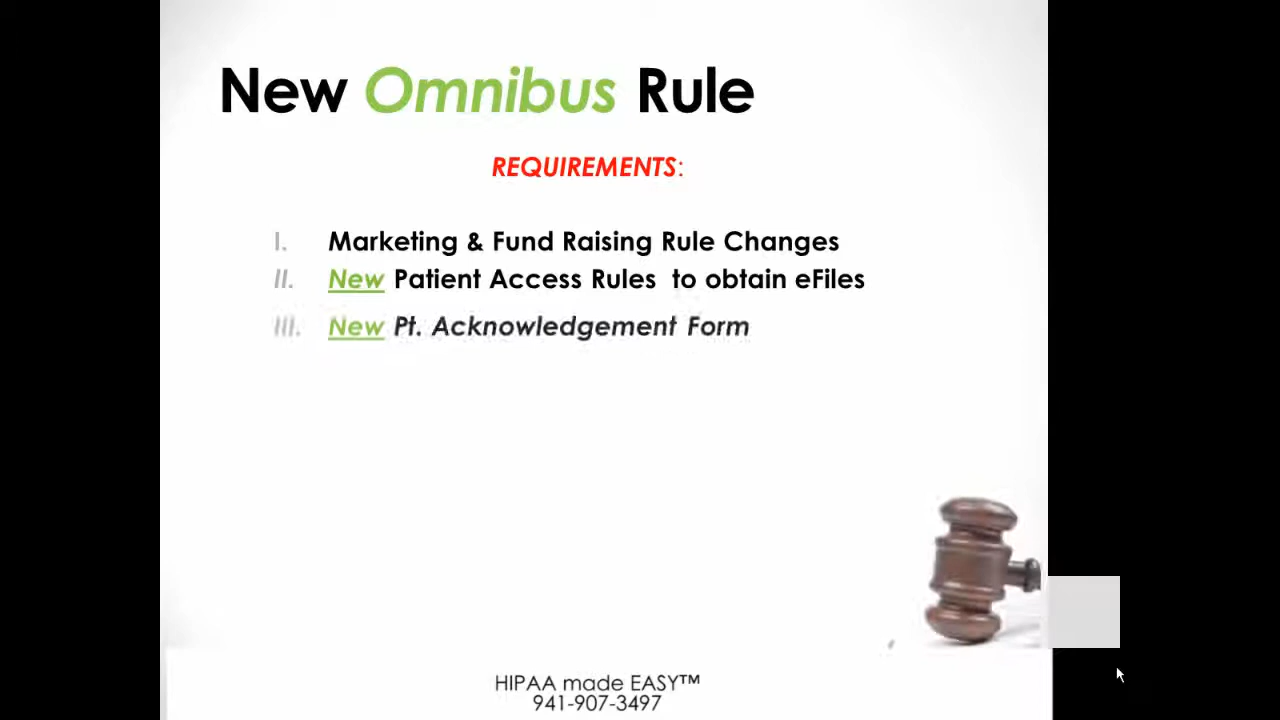 New Omnibus Rule
REQUIREMENTS:
I. Marketing & Fund Raising Rule Changes
II. New Patient Access Rules to obtain eFiles
III. New Pt. Acknowledgement Form
HIPAA made EASY™
941-907-3497